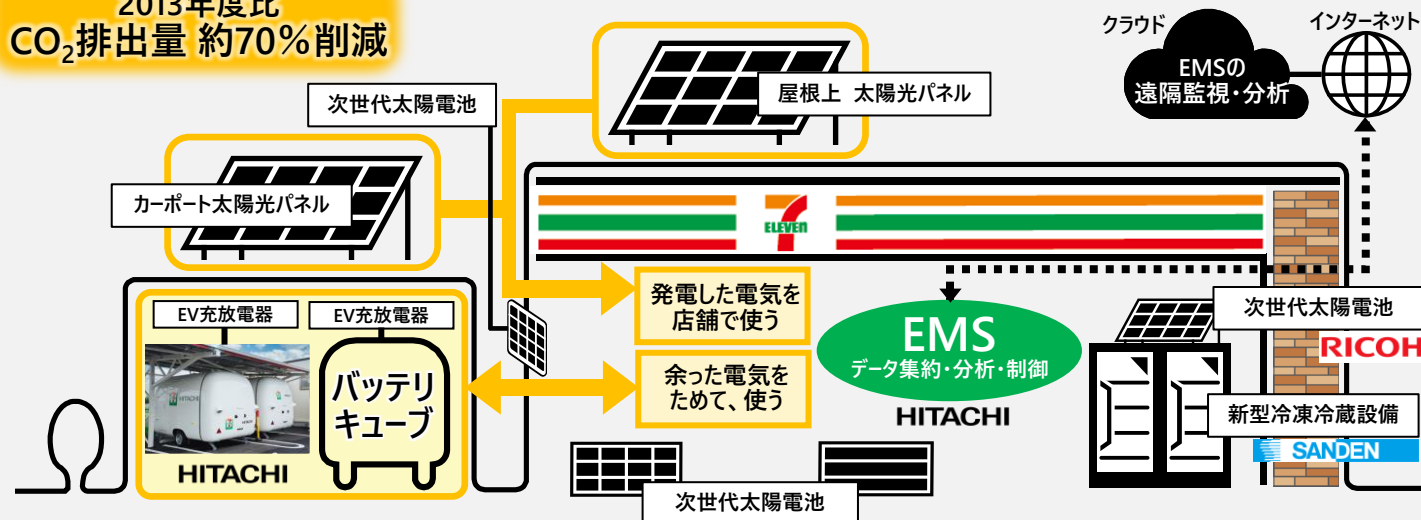 2013年度比
CO₂排出量 約70%削減
クラウド
インターネット
EMSの
遠隔監視・分析
次世代太陽電池
屋根上 太陽光パネル
カーポート太陽光パネル
7
ELEVEN
EV充放電器
EV充放電器
バッテリ
キューブ
HITACHI
発電した電気を
店舗で使う
余った電気を
ためて、使う
EMS
データ集約・分析・制御
HITACHI
次世代太陽電池
RICOH
新型冷凍冷蔵設備
SANDEN
次世代太陽電池